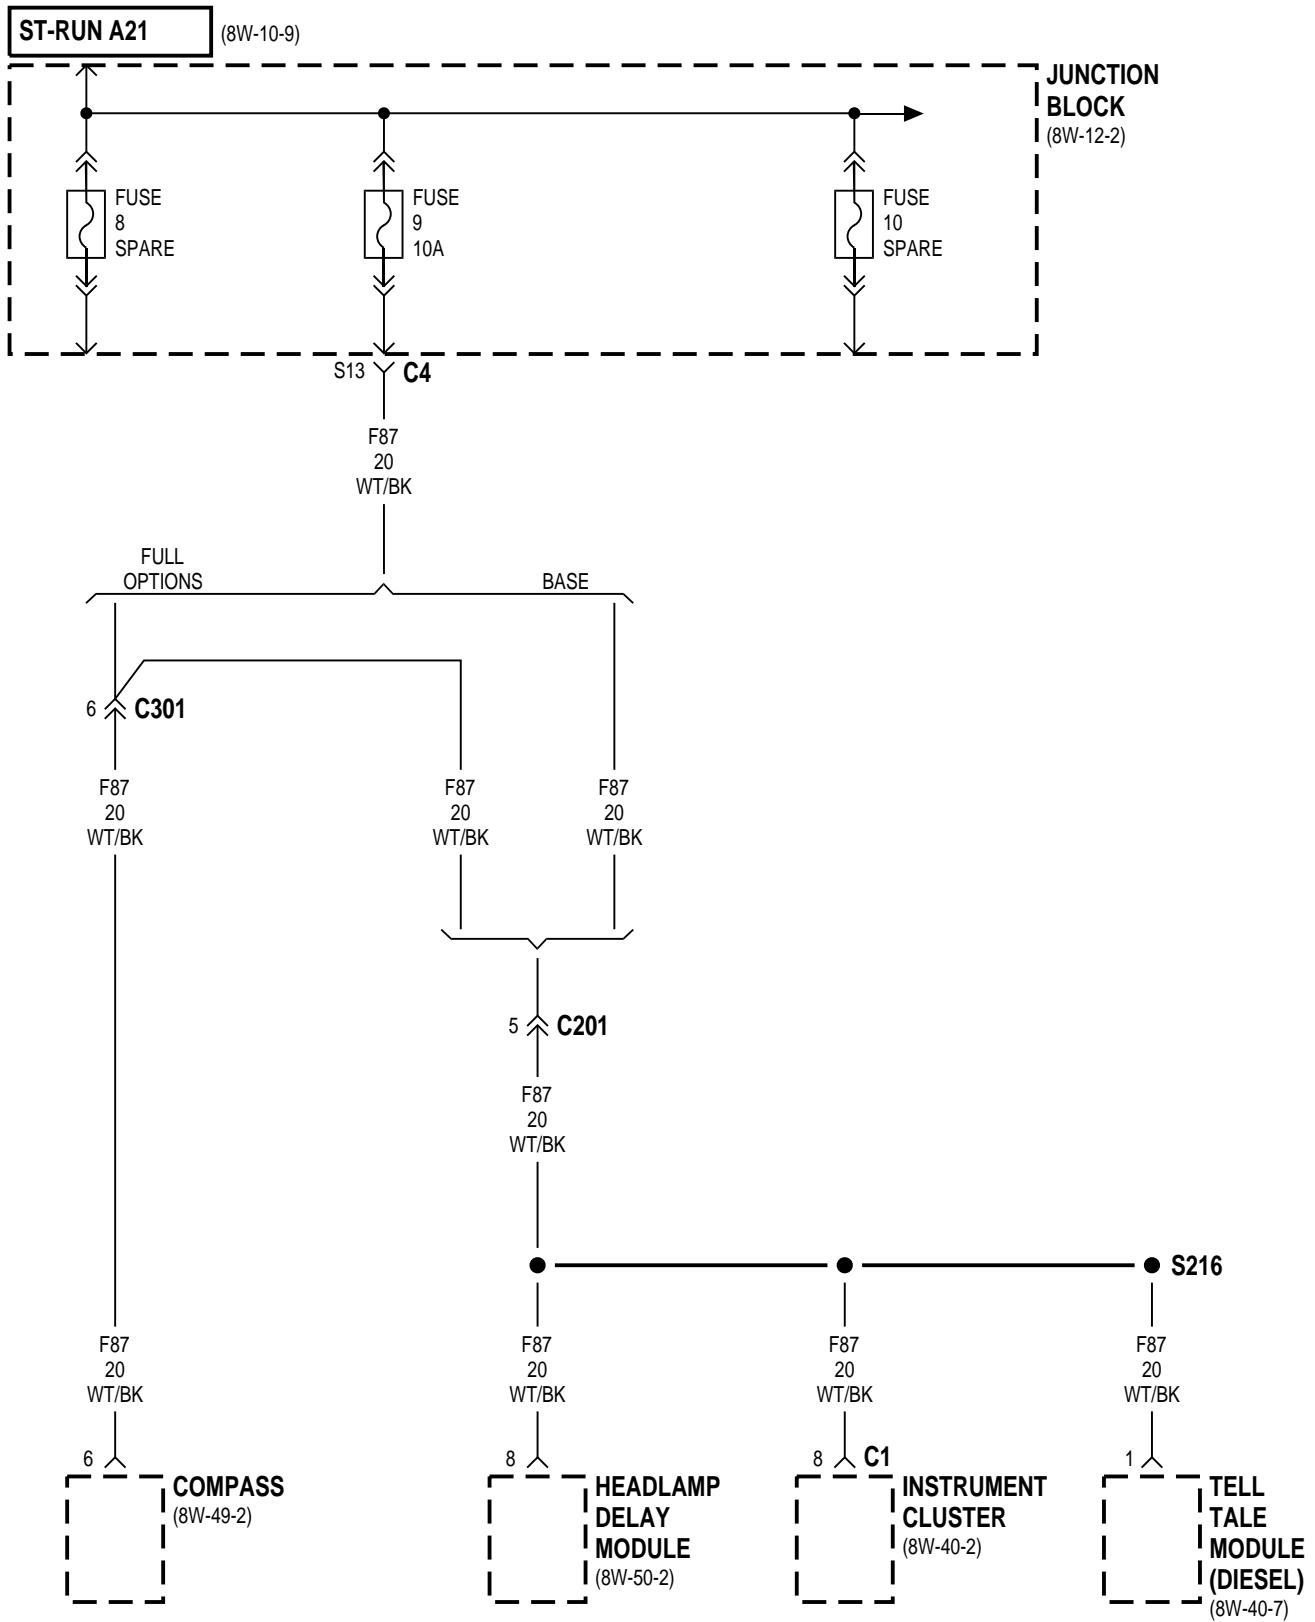 ST-RUN A21 (8W-10-9)
JUNCTION
BLOCK
(8W-12-2)
FUSE
8
SPARE
FUSE
9
10A
FUSE
10
SPARE
S13 C4
F87
20
WT/BK
FULL
OPTIONS
BASE
6 C301
F87
20
WT/BK
F87
20
WT/BK
F87
20
WT/BK
5 C201
F87
20
WT/BK
S216
F87
20
WT/BK
F87
20
WT/BK
F87
20
WT/BK
F87
20
WT/BK
6
COMPASS
(8W-49-2)
8
HEADLAMP
DELAY
MODULE
(8W-50-2)
8 C1
INSTRUMENT
CLUSTER
(8W-40-2)
1
TELL
TALE
MODULE
(DIESEL)
(8W-40-7)